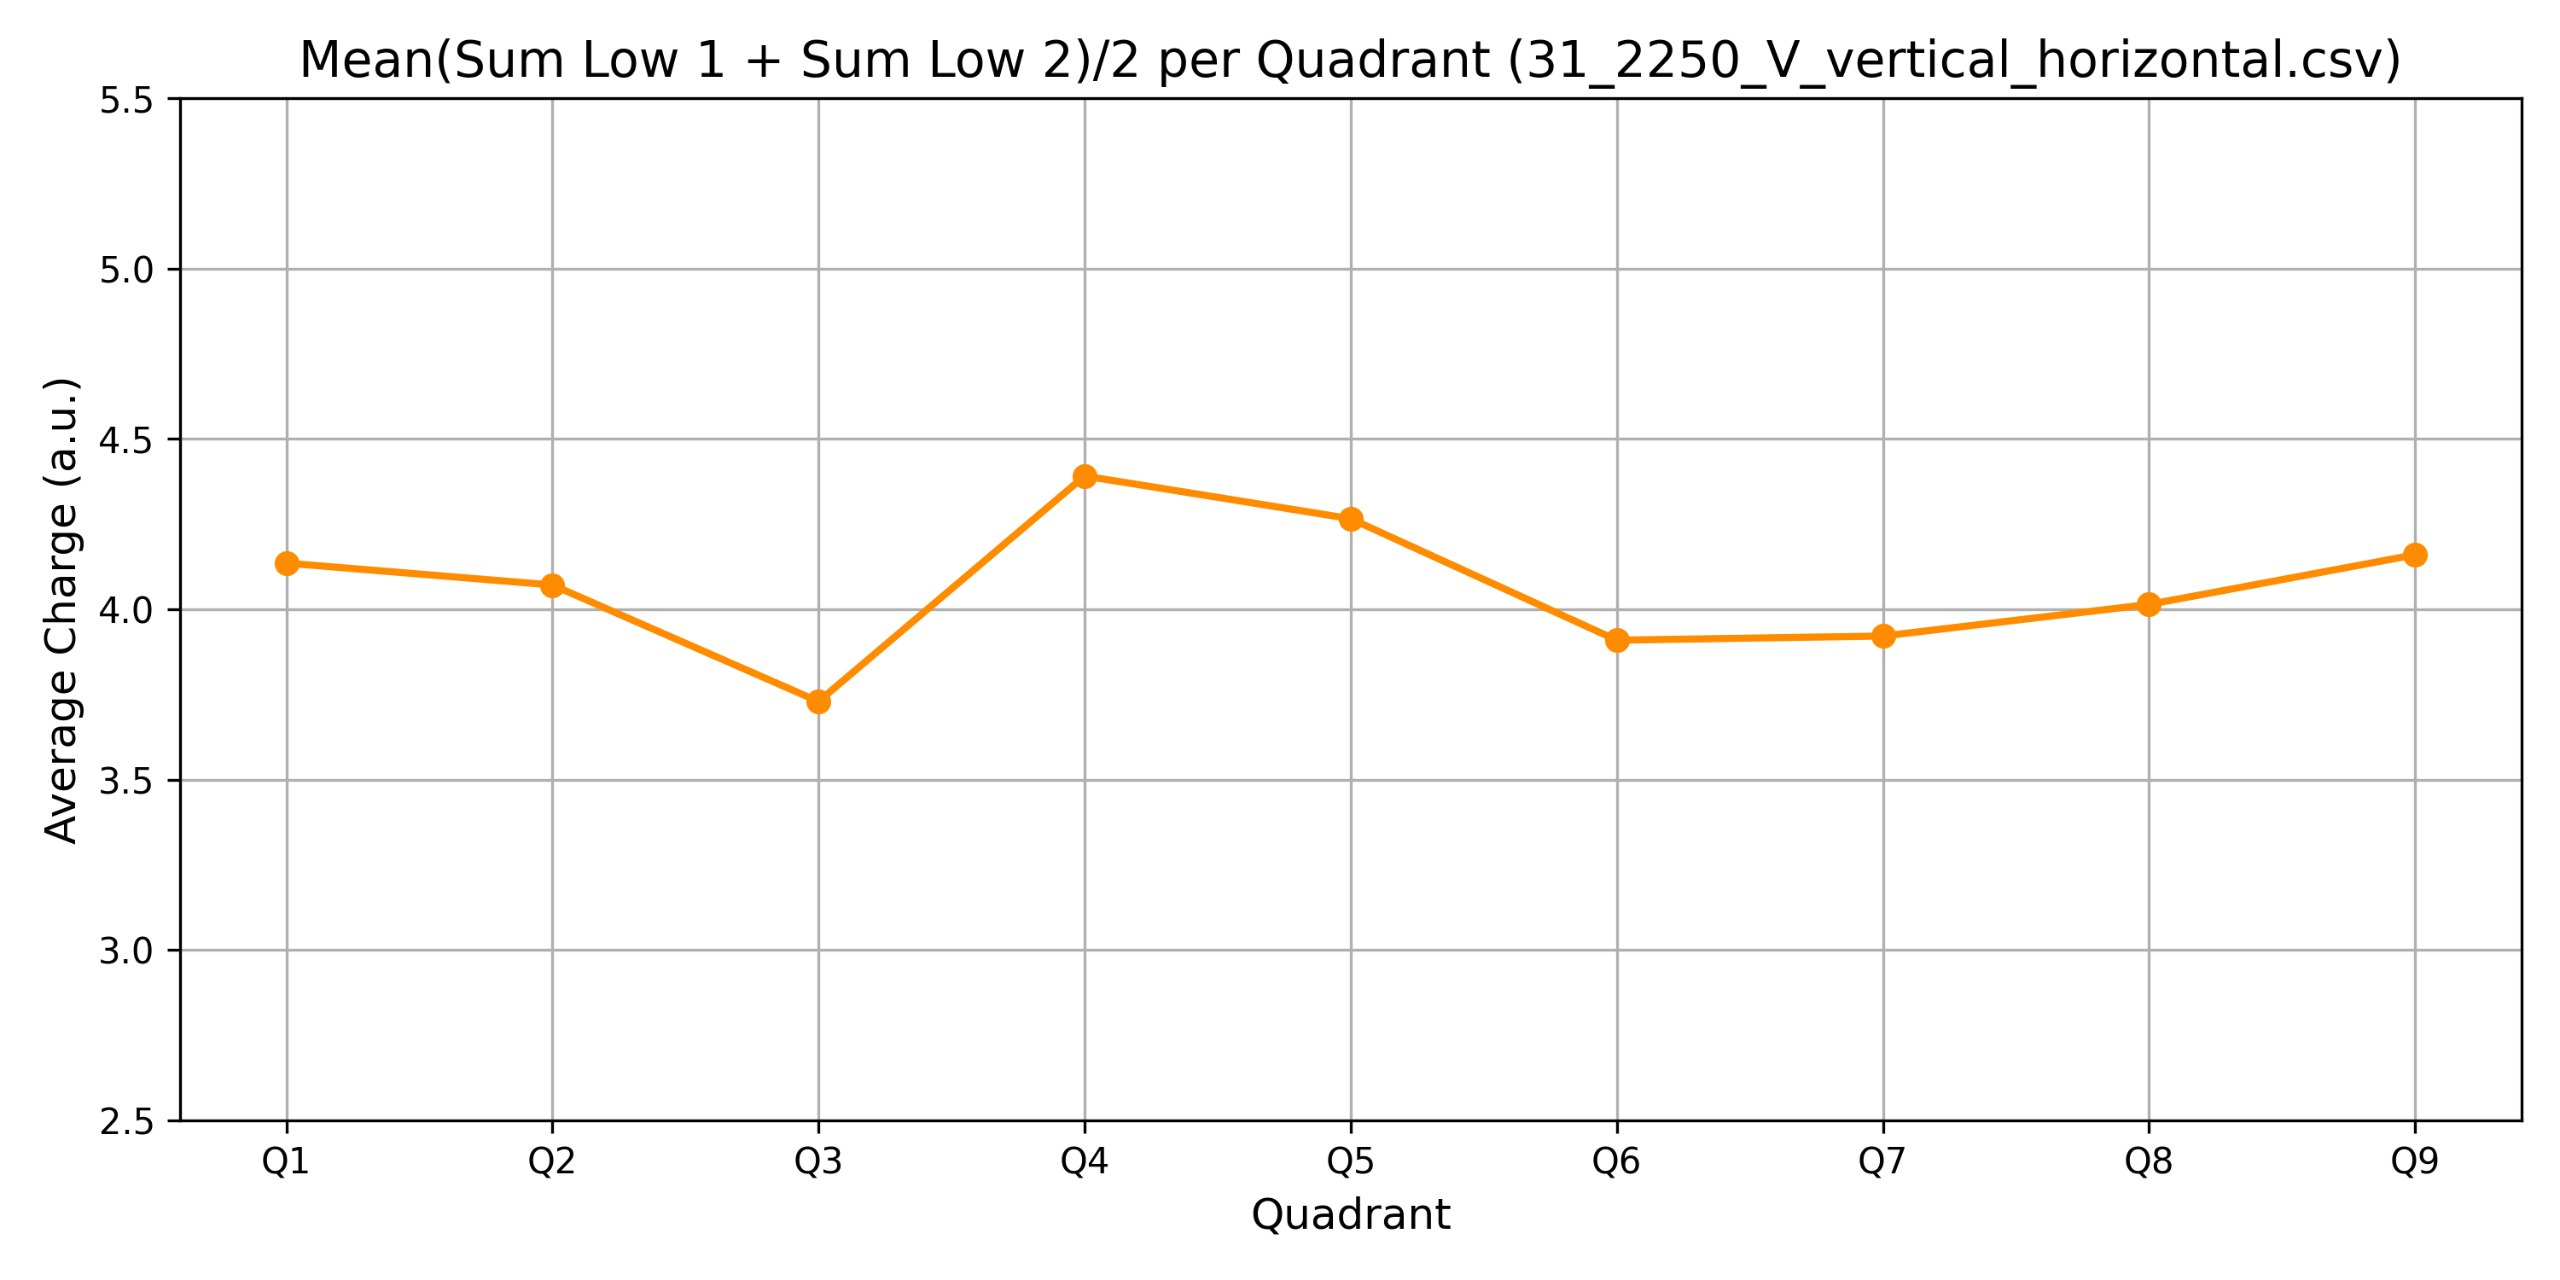 Mean(Sum Low 1 + Sum Low 2)/2 per Quadrant (31_2250_V_vertical_horizontal.csv)
5.5
5.0
4.5
4.0
3.5
3.0
2.5
Average Charge (a.u.)
Q1 Q2 Q3 Q4 Q5 Q6 Q7 Q8 Q9
Quadrant